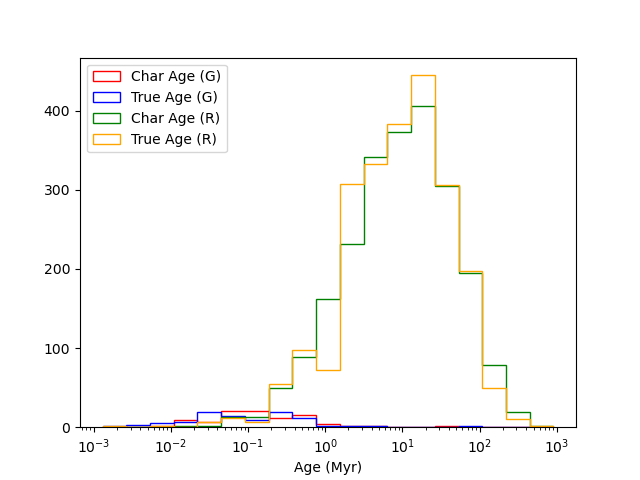 Char Age (G)
True Age (G)
Char Age (R)
True Age (R)
400
300
200
100
0
10⁻³ 10⁻² 10⁻¹ 10⁰ 10¹ 10² 10³
Age (Myr)